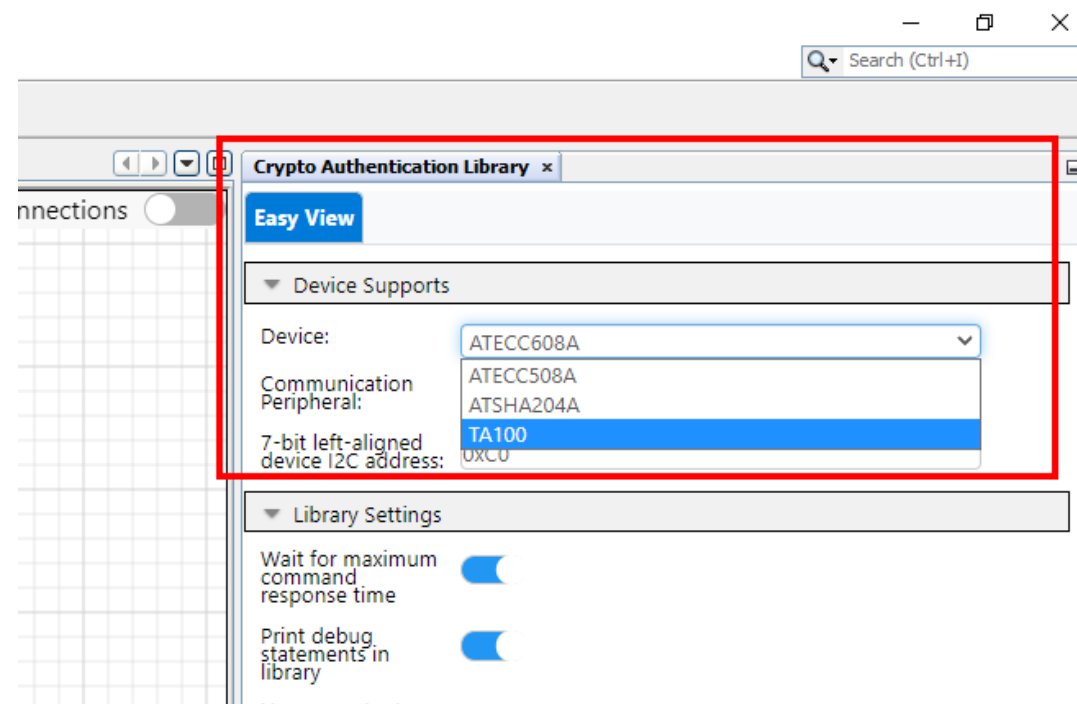 Search (Ctrl+I)
Crypto Authentication Library ×
nnections
Easy View
Device Supports
Device:
ATECC608A
ATECC508A
Communication
Peripheral:
ATSHA204A
TA100
7-bit left-aligned
device I2C address:
0xC0
Library Settings
Wait for maximum
command
response time
Print debug
statements in
library